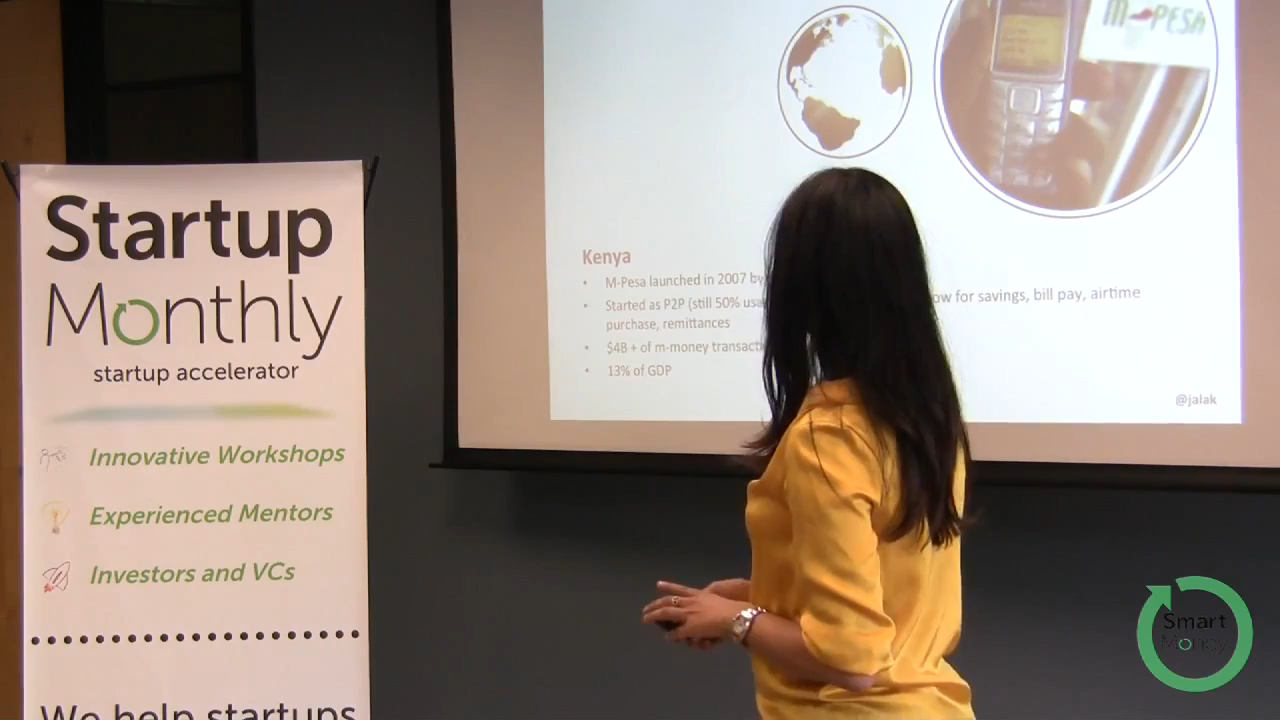 Startup
Monthly
startup accelerator
Innovative Workshops
Experienced Mentors
Investors and VCs
We help startups
M-PESA
Kenya
• M-Pesa launched in 2007 by
• Started as P2P (still 50% ow for savings, bill pay, airtime
purchase, remittances
• $4B + of m-money
• 13% of GDP
@jalak
Smart
Money